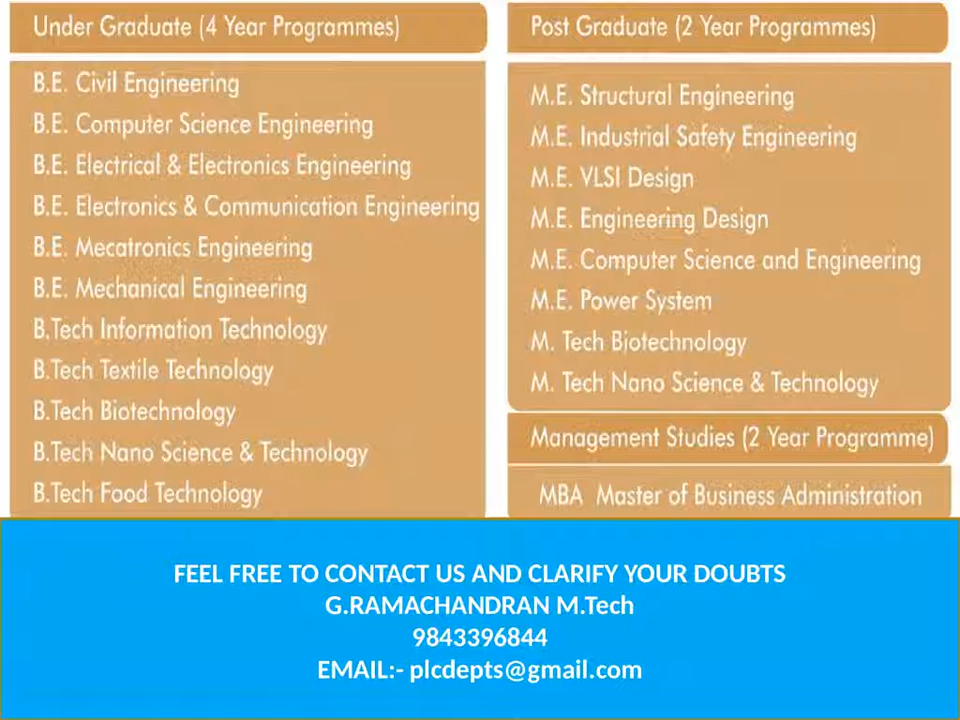 Under Graduate (4 Year Programmes)
B.E. Civil Engineering
B.E. Computer Science Engineering
B.E. Electrical & Electronics Engineering
B.E. Electronics & Communication Engineering
B.E. Mecatronics Engineering
B.E. Mechanical Engineering
B.Tech Information Technology
B.Tech Textile Technology
B.Tech Biotechnology
B.Tech Nano Science & Technology
B.Tech Food Technology
Post Graduate (2 Year Programmes)
M.E. Structural Engineering
M.E. Industrial Safety Engineering
M.E. VLSI Design
M.E. Engineering Design
M.E. Computer Science and Engineering
M.E. Power System
M. Tech Biotechnology
M. Tech Nano Science & Technology
Management Studies (2 Year Programme)
MBA Master of Business Administration
FEEL FREE TO CONTACT US AND CLARIFY YOUR DOUBTS
G.RAMACHANDRAN M.Tech
9843396844
EMAIL:- plcdepts@gmail.com